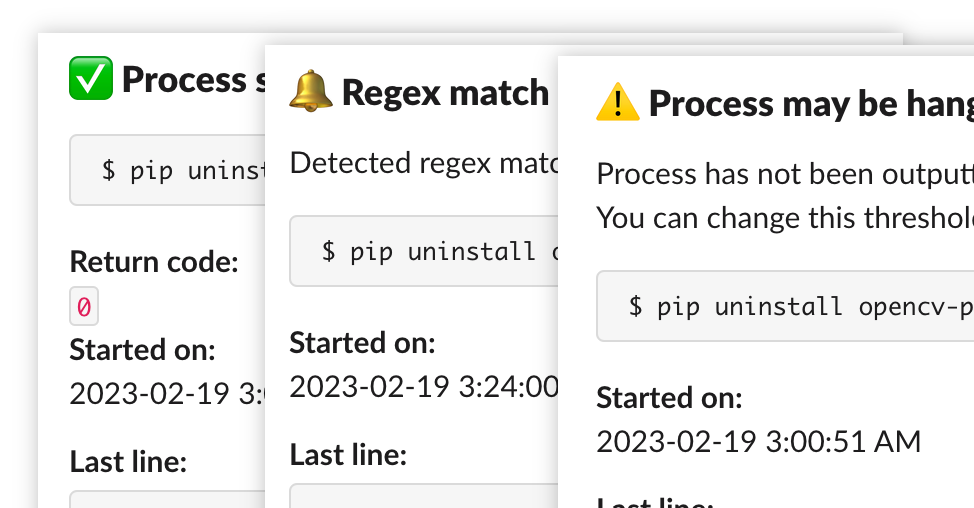 Process s
$ pip uninst
Return code:
0
Started on:
2023-02-19 3:
Last line:
Regex match
Detected regex matc
$ pip uninstall
Started on:
2023-02-19 3:24:00
Last line:
Process may be hang
Process has not been outputt
You can change this threshol
$ pip uninstall opencv-p
Started on:
2023-02-19 3:00:51 AM
Last line: